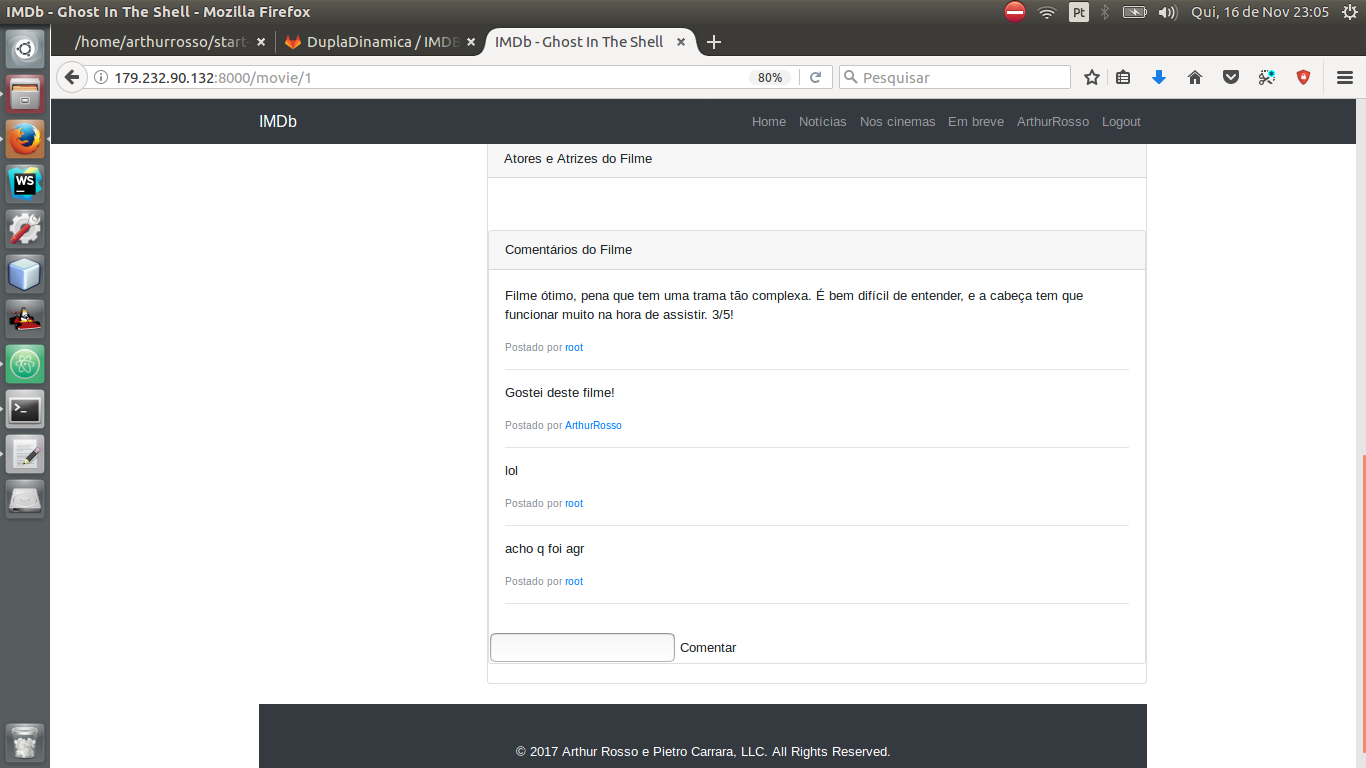 IMDb - Ghost In The Shell - Mozilla Firefox
Pt
Qui, 16 de Nov 23:05
/home/arthurrosso/start
DuplaDinamica / IMDB
IMDb - Ghost In The Shell
179.232.90.132:8000/movie/1
80%
Pesquisar
IMDb
Home Notícias Nos cinemas Em breve ArthurRosso Logout
WS
Atores e Atrizes do Filme
Comentários do Filme
Filme ótimo, pena que tem uma trama tão complexa. É bem difícil de entender, e a cabeça tem que
funcionar muito na hora de assistir. 3/5!
Postado por root
Gostei deste filme!
Postado por ArthurRosso
lol
Postado por root
acho q foi agr
Postado por root
Comentar
© 2017 Arthur Rosso e Pietro Carrara, LLC. All Rights Reserved.